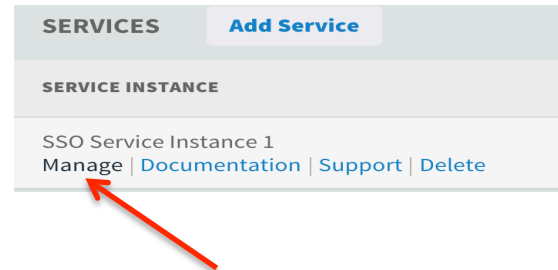 SERVICES Add Service
SERVICE INSTANCE
SSO Service Instance 1
Manage | Documentation | Support | Delete